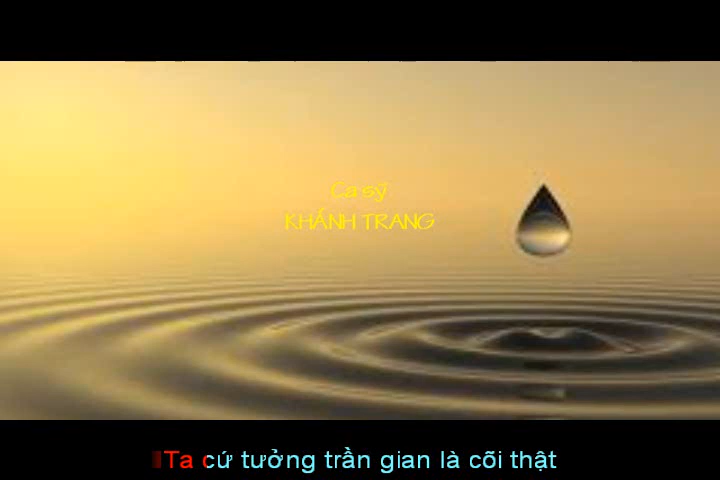 Ca sỹ
KHÁNH TRANG
Ta cứ tưởng trần gian là cõi thật